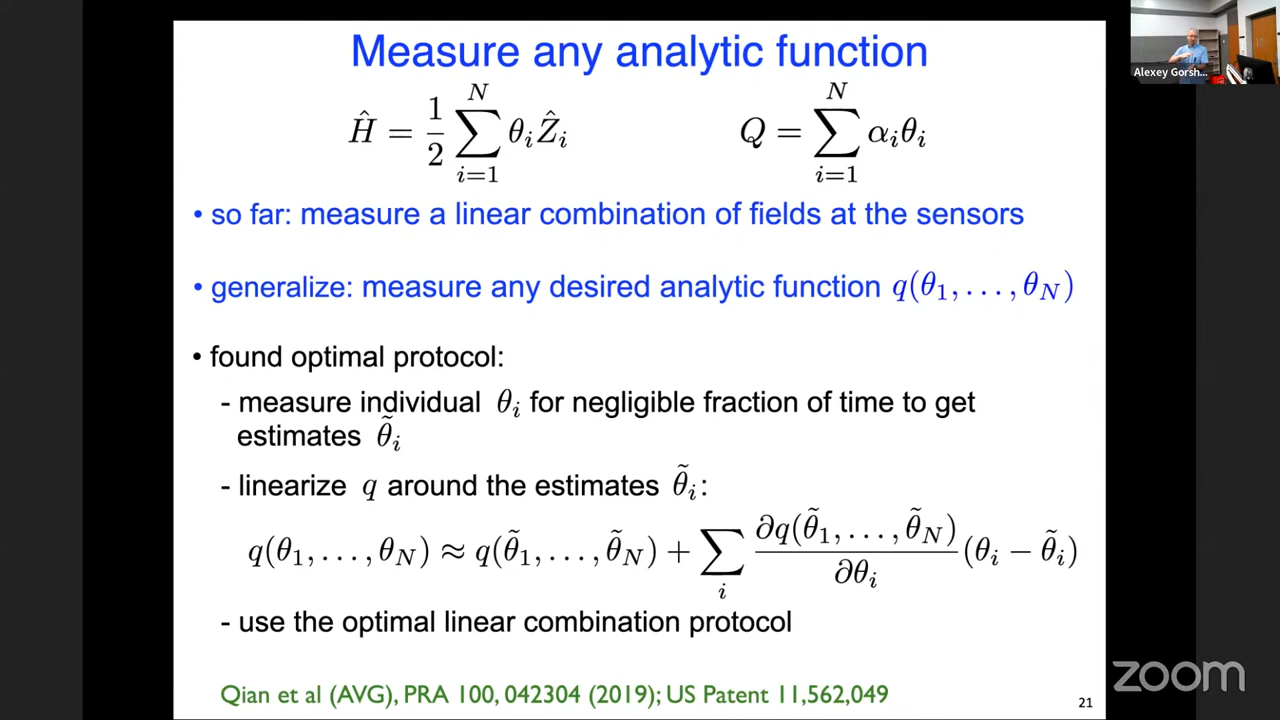 Measure any analytic function
Ĥ = 1/2 ∑_{i=1}^{N} θ_i Ẑ_i
Q = ∑_{i=1}^{N} α_i θ_i
• so far: measure a linear combination of fields at the sensors
• generalize: measure any desired analytic function q(θ_1, . . . , θ_N)
• found optimal protocol:
- measure individual θ_i for negligible fraction of time to get
estimates θ̃_i
- linearize q around the estimates θ̃_i:
q(θ_1, . . . , θ_N) ≈ q(θ̃_1, . . . , θ̃_N) + ∑_i ∂q(θ̃_1, . . . , θ̃_N)/∂θ_i (θ_i − θ̃_i)
- use the optimal linear combination protocol
Qian et al (AVG), PRA 100, 042304 (2019); US Patent 11,562,049
21
Alexey Gorsh...
zoom